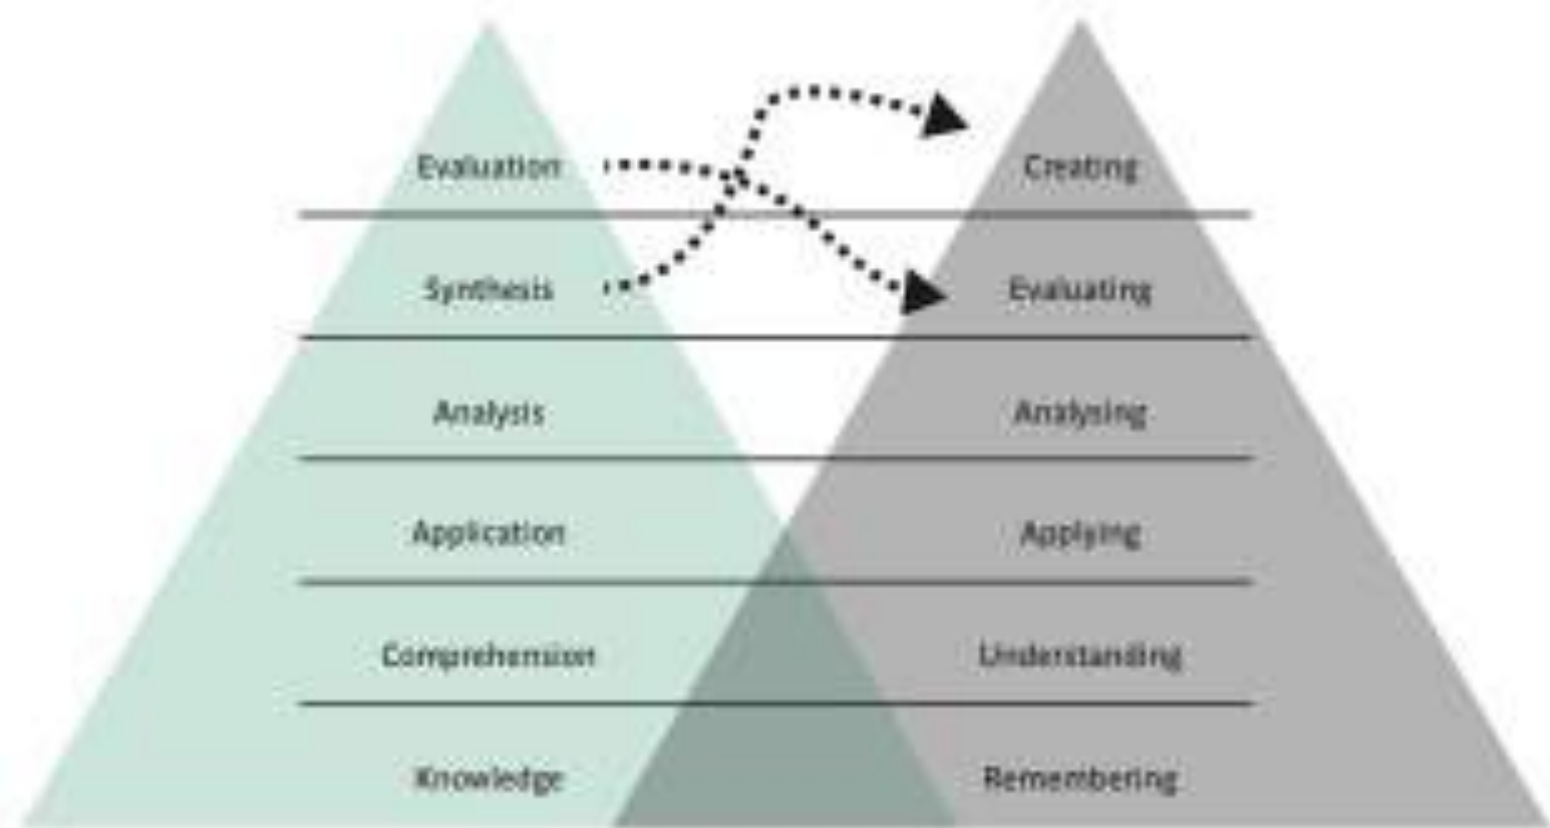 Evaluation Creating
Synthesis Evaluating
Analysis Analysing
Application Applying
Comprehension Understanding
Knowledge Remembering